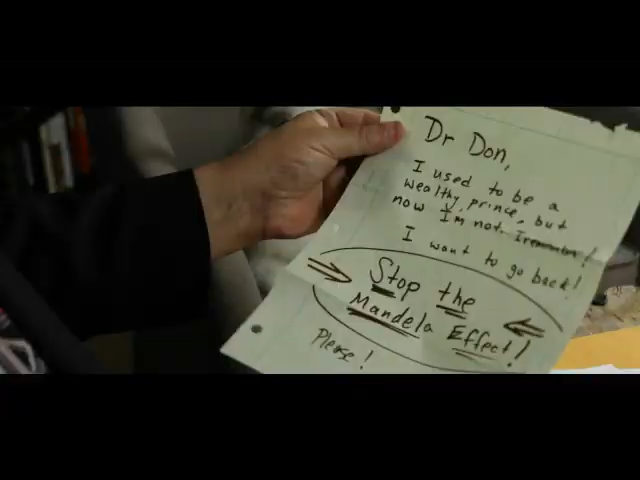 Dr Don,
I used to be a
wealthy, prince, but
now I'm not. I remember!
I want to go back!
Stop the
Mandela Effect!
Please!